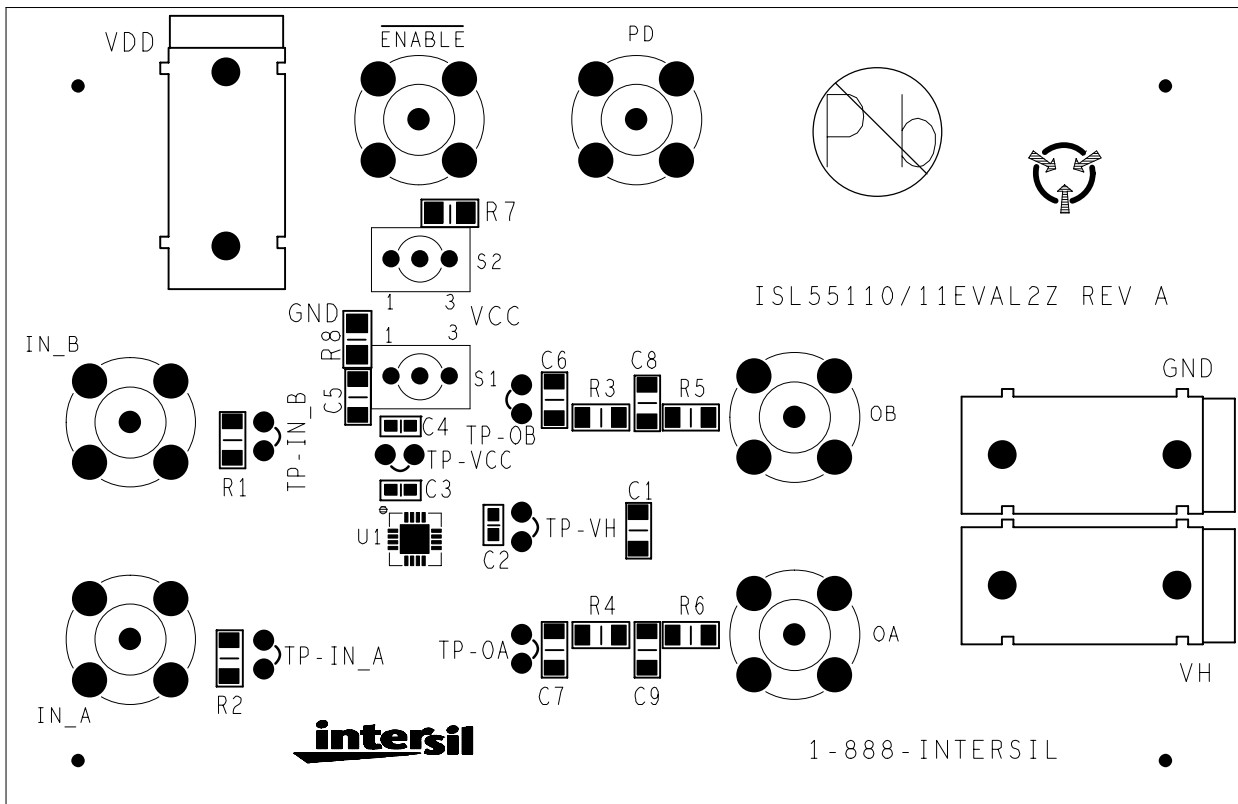 VDD
ENABLE
PD
Pb
R7
S2
1 3
GND
VCC
ISL55110/11EVAL2Z REV A
R8
1 3
S1
IN_B
C5
C6
C8
R3
R5
GND
TP-IN_B
R1
C4
TP-OB
OB
TP-VCC
C3
C1
U1
C2
TP-VH
R4
R6
OA
TP-IN_A
TP-OA
R2
C7
C9
VH
IN_A
intersil
1-888-INTERSIL